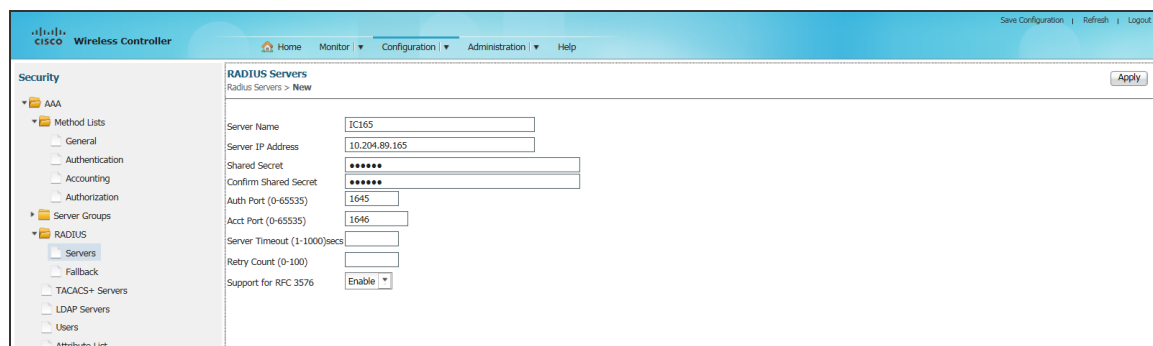 Save Configuration | Refresh | Logout
CISCO Wireless Controller
Home Monitor | Configuration | Administration | Help
Security
AAA
Method Lists
General
Authentication
Accounting
Authorization
Server Groups
RADIUS
Servers
Fallback
TACACS+ Servers
LDAP Servers
Users
Attribute List
RADIUS Servers
Radius Servers > New
Apply
Server Name IC165
Server IP Address 10.204.89.165
Shared Secret ●●●●●●
Confirm Shared Secret ●●●●●●
Auth Port (0-65535) 1645
Acct Port (0-65535) 1646
Server Timeout (1-1000)secs
Retry Count (0-100)
Support for RFC 3576 Enable